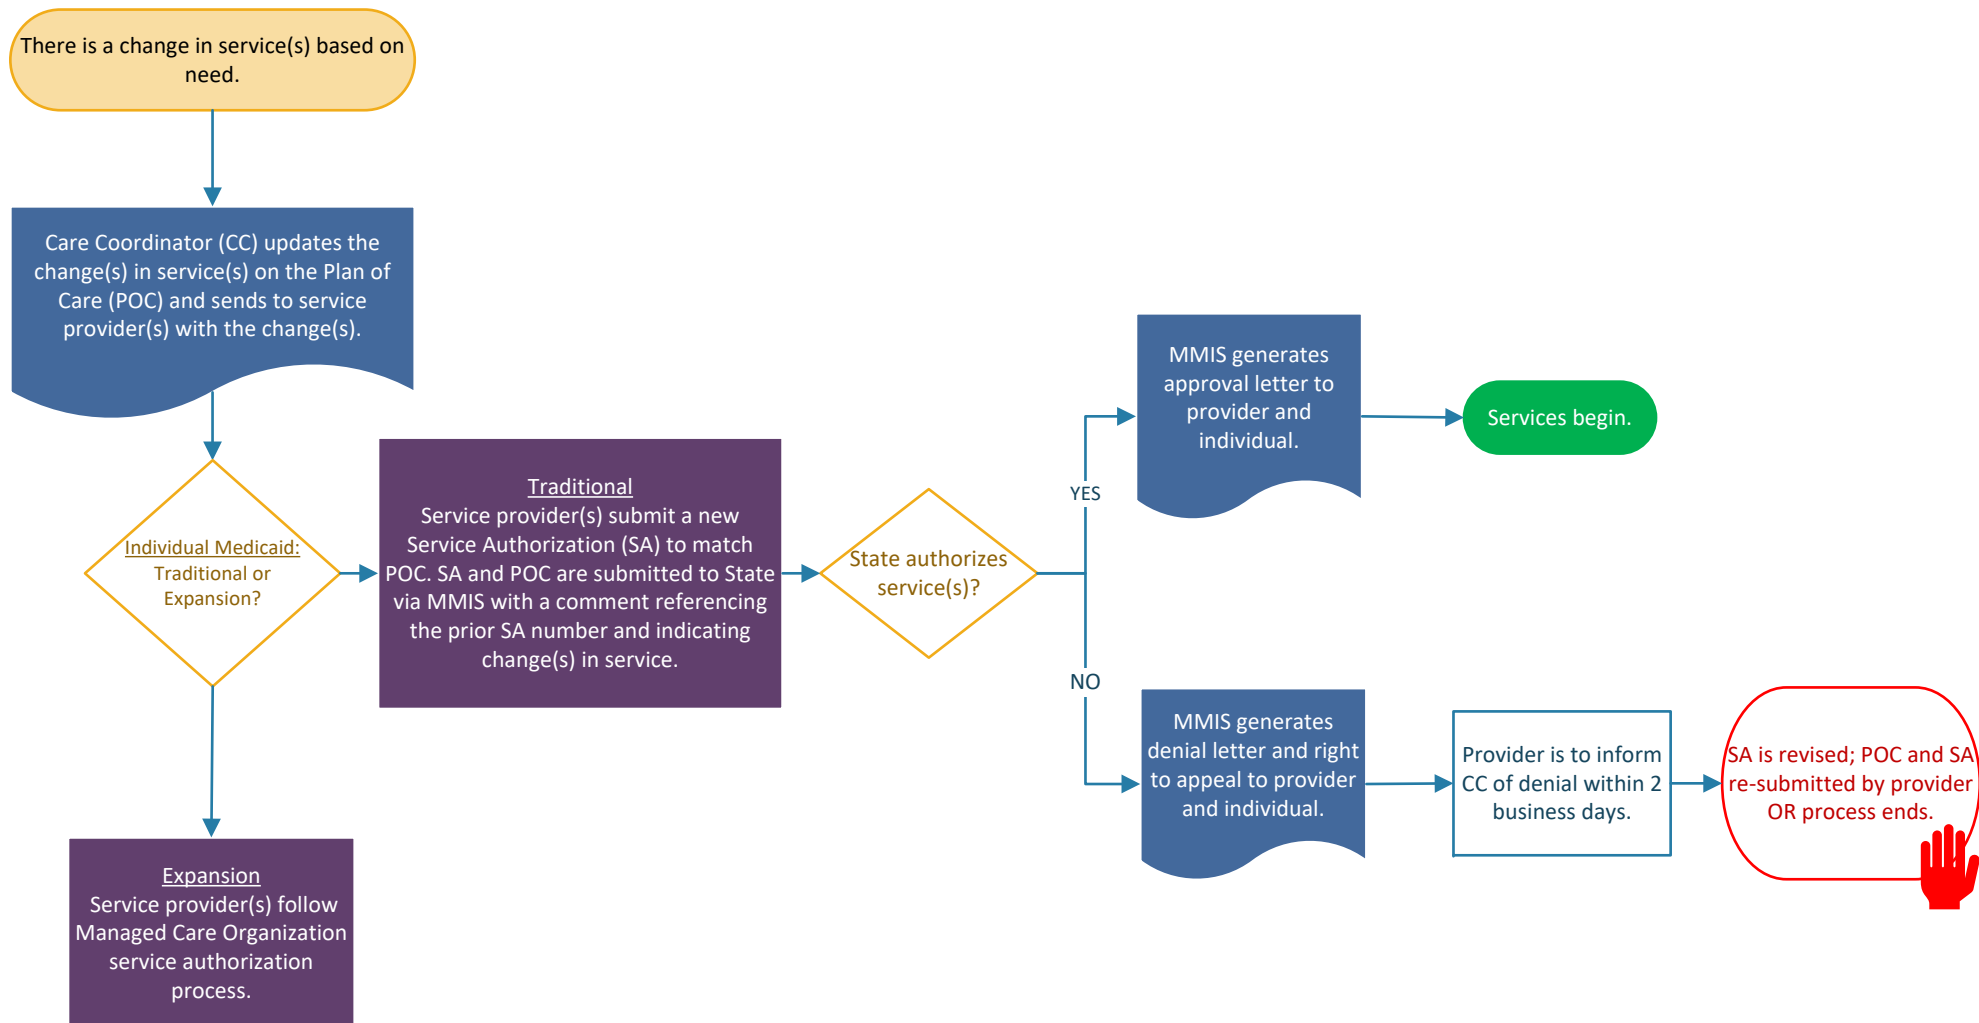 There is a change in service(s) based on
need.
Care Coordinator (CC) updates the
change(s) in service(s) on the Plan of
Care (POC) and sends to service
provider(s) with the change(s).
Individual Medicaid:
Traditional or
Expansion?
Traditional
Service provider(s) submit a new
Service Authorization (SA) to match
POC. SA and POC are submitted to State
via MMIS with a comment referencing
the prior SA number and indicating
change(s) in service.
Expansion
Service provider(s) follow
Managed Care Organization
service authorization
process.
State authorizes
service(s)?
YES
MMIS generates
approval letter to
provider and
individual.
Services begin.
NO
MMIS generates
denial letter and right
to appeal to provider
and individual.
Provider is to inform
CC of denial within 2
business days.
SA is revised; POC and SA
re-submitted by provider
OR process ends.